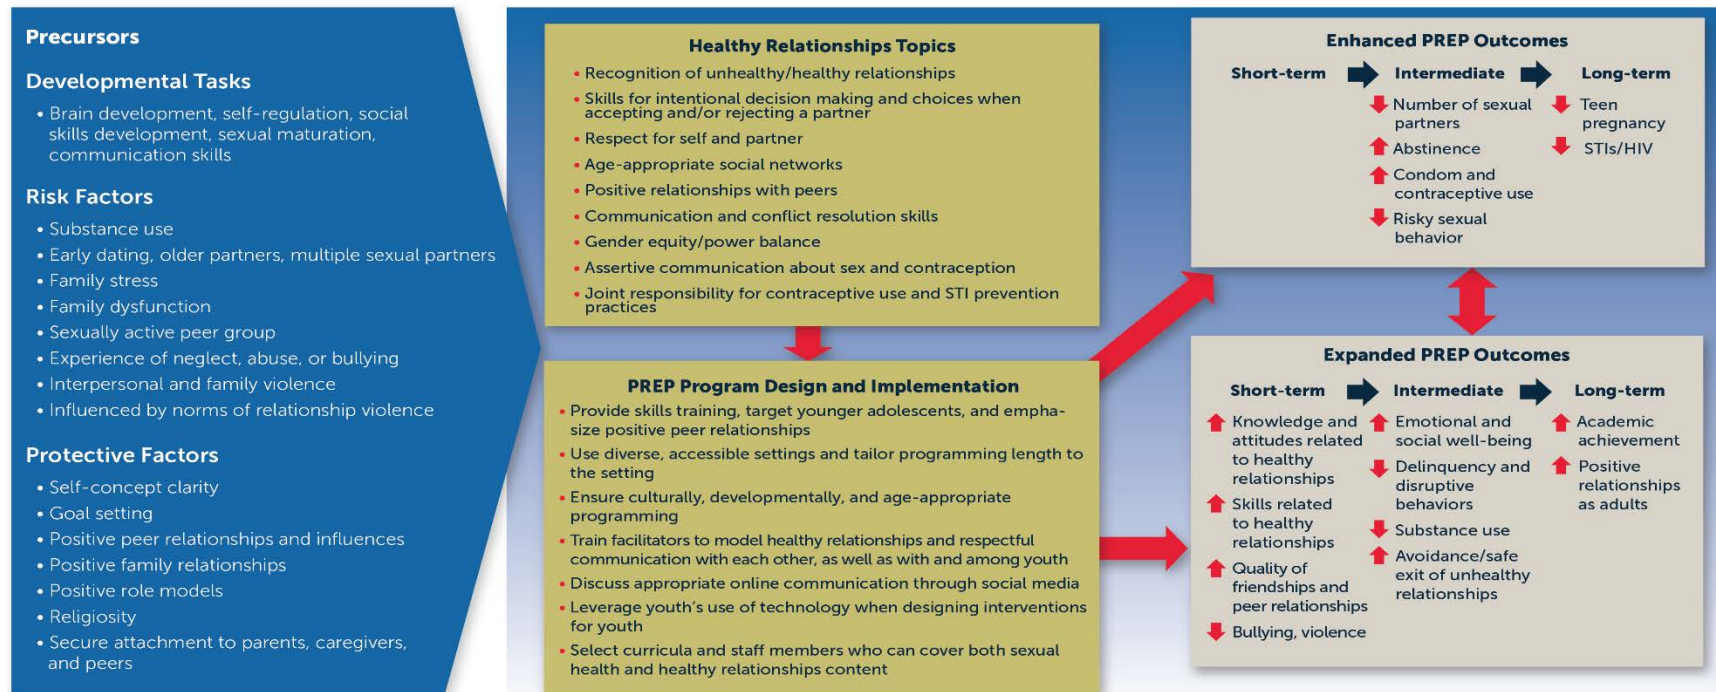 Precursors
Developmental Tasks
• Brain development, self-regulation, social
skills development, sexual maturation,
communication skills
Risk Factors
• Substance use
• Early dating, older partners, multiple sexual partners
• Family stress
• Family dysfunction
• Sexually active peer group
• Experience of neglect, abuse, or bullying
• Interpersonal and family violence
• Influenced by norms of relationship violence
Protective Factors
• Self-concept clarity
• Goal setting
• Positive peer relationships and influences
• Positive family relationships
• Positive role models
• Religiosity
• Secure attachment to parents, caregivers,
and peers
Healthy Relationships Topics
• Recognition of unhealthy/healthy relationships
• Skills for intentional decision making and choices when
accepting and/or rejecting a partner
• Respect for self and partner
• Age-appropriate social networks
• Positive relationships with peers
• Communication and conflict resolution skills
• Gender equity/power balance
• Assertive communication about sex and contraception
• Joint responsibility for contraceptive use and STI prevention
practices
PREP Program Design and Implementation
• Provide skills training, target younger adolescents, and empha-
size positive peer relationships
• Use diverse, accessible settings and tailor programming length to
the setting
• Ensure culturally, developmentally, and age-appropriate
programming
• Train facilitators to model healthy relationships and respectful
communication with each other, as well as with and among youth
• Discuss appropriate online communication through social media
• Leverage youth's use of technology when designing interventions
for youth
• Select curricula and staff members who can cover both sexual
health and healthy relationships content
Enhanced PREP Outcomes
Short-term
Intermediate
Number of sexual
partners
Abstinence
Condom and
contraceptive use
Risky sexual
behavior
Long-term
Teen
pregnancy
STIs/HIV
Expanded PREP Outcomes
Short-term
Knowledge and
attitudes related
to healthy
relationships
Skills related
to healthy
relationships
Quality of
friendships and
peer relationships
Bullying, violence
Intermediate
Emotional and
social well-being
Delinquency and
disruptive
behaviors
Substance use
Avoidance/safe
exit of unhealthy
relationships
Long-term
Academic
achievement
Positive
relationships
as adults